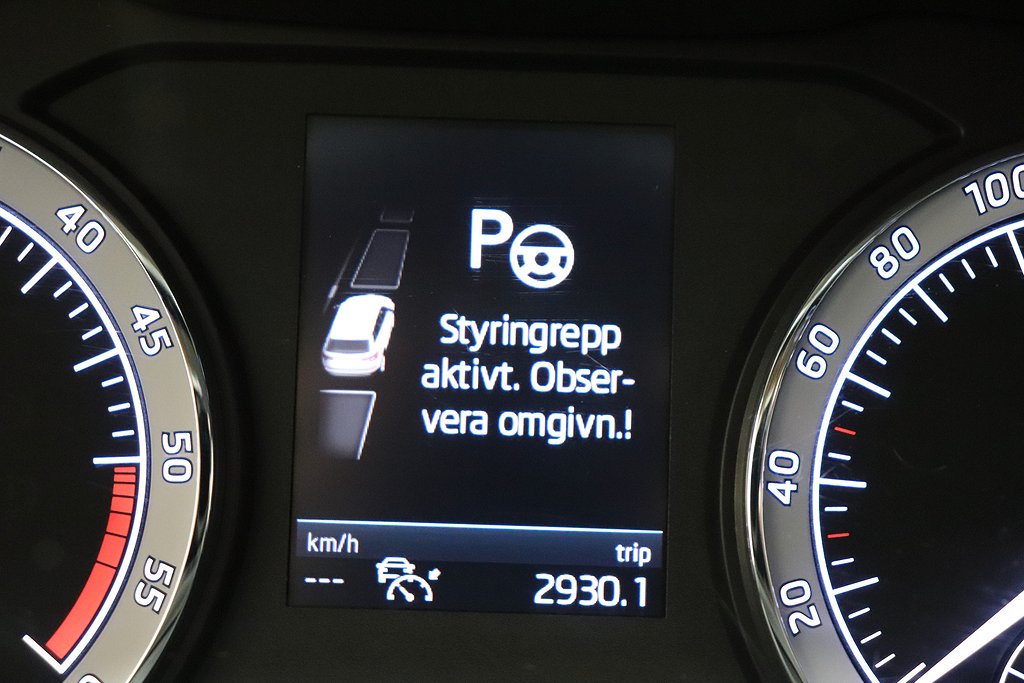 40
45
50
55
P
Styringrepp
aktivt. Obser-
vera omgivn.!
km/h
trip
---
2930.1
100
80
60
40
20